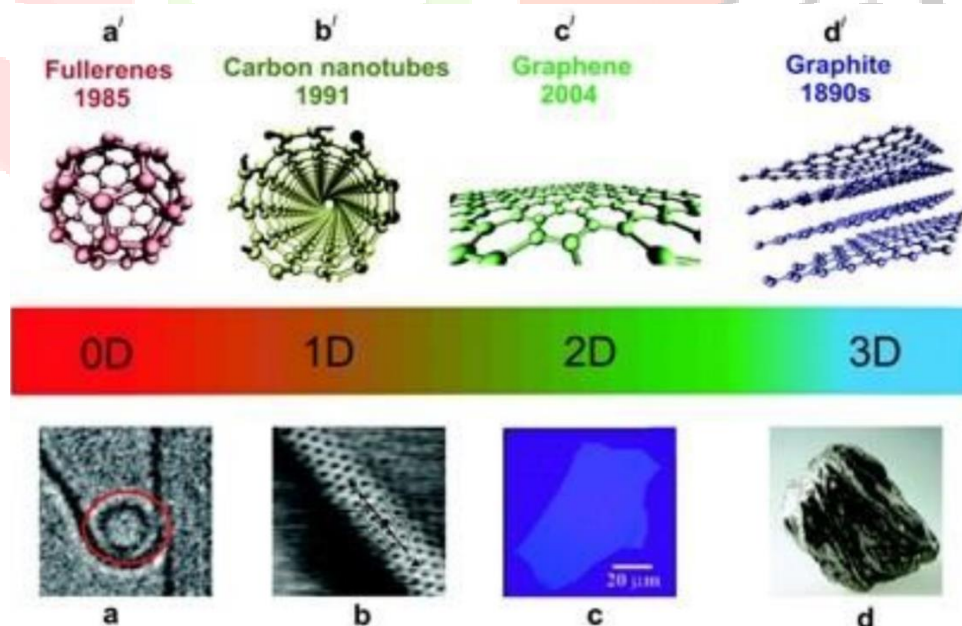 a′ b′ c′ d′
Fullerenes Carbon nanotubes Graphene Graphite
1985 1991 2004 1890s
0D 1D 2D 3D
20 μm
a b c d